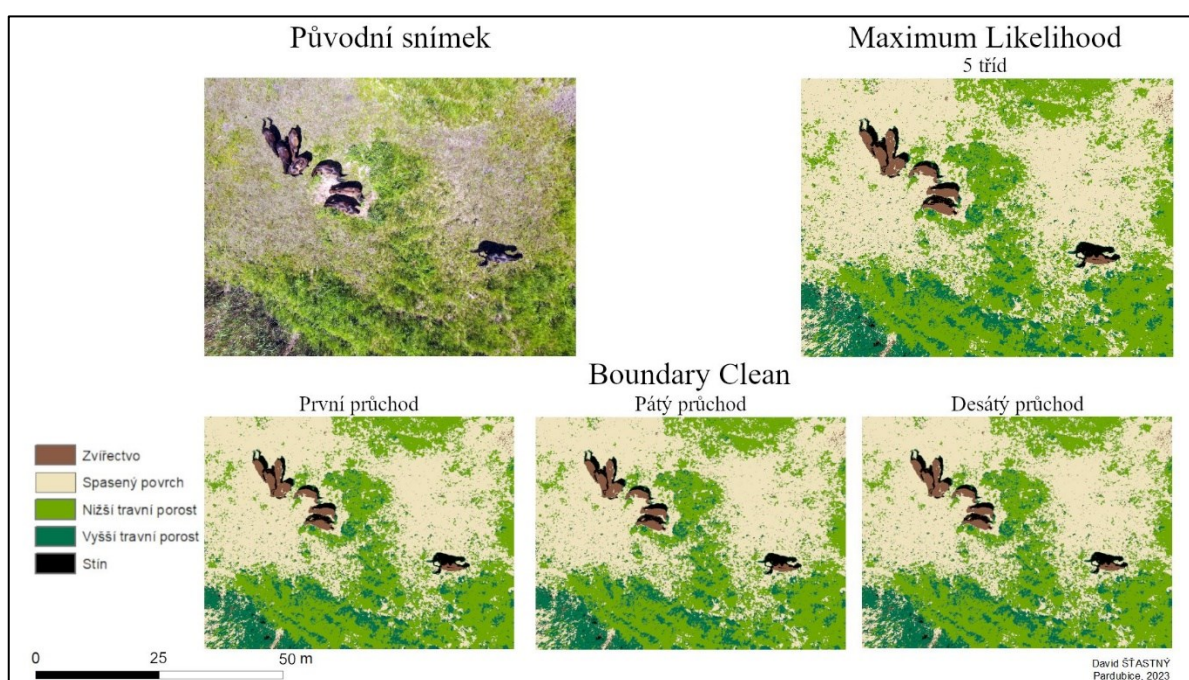 Původní snímek
Maximum Likelihood
5 tříd
Boundary Clean
První průchod
Pátý průchod
Desátý průchod
Zvířectvo
Spasený povrch
Nižší travní porost
Vyšší travní porost
Stín
0 25 50 m
David ŠŤASTNÝ
Pardubice, 2023